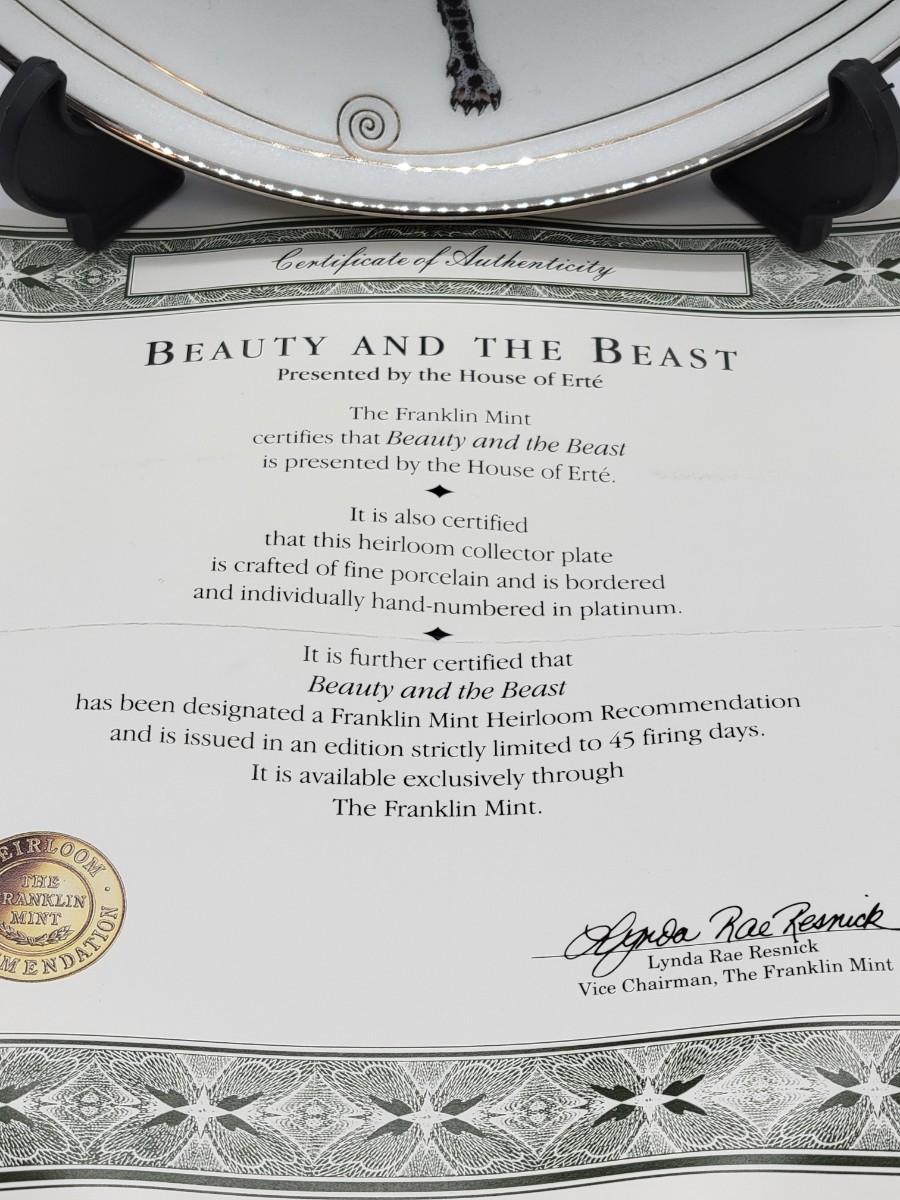 Certificate of Authenticity
BEAUTY AND THE BEAST
Presented by the House of Erté
The Franklin Mint
certifies that Beauty and the Beast
is presented by the House of Erté.
It is also certified
that this heirloom collector plate
is crafted of fine porcelain and is bordered
and individually hand-numbered in platinum.
It is further certified that
Beauty and the Beast
has been designated a Franklin Mint Heirloom Recommendation
and is issued in an edition strictly limited to 45 firing days.
It is available exclusively through
The Franklin Mint.
EIRLOOM
THE
RANKLIN
MINT
MENDATION
Lynda Rae Resnick
Lynda Rae Resnick
Vice Chairman, The Franklin Mint